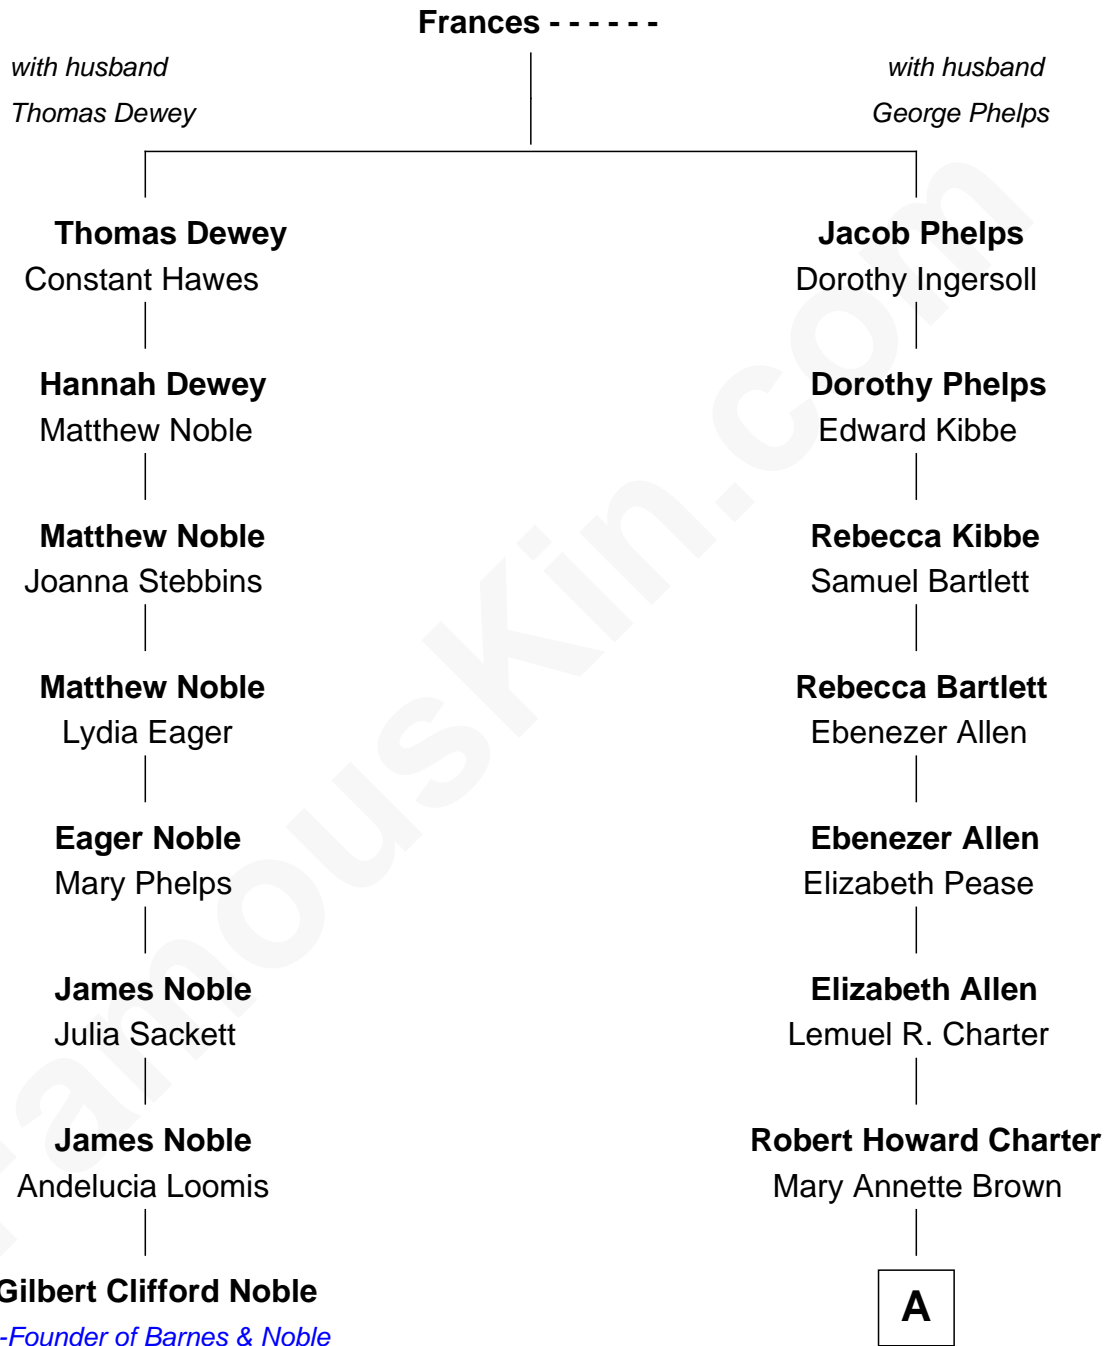 Frances - - - - - -
with husband
Thomas Dewey
with husband
George Phelps
Thomas Dewey
Constant Hawes
Jacob Phelps
Dorothy Ingersoll
Hannah Dewey
Matthew Noble
Dorothy Phelps
Edward Kibbe
Matthew Noble
Joanna Stebbins
Rebecca Kibbe
Samuel Bartlett
Matthew Noble
Lydia Eager
Rebecca Bartlett
Ebenezer Allen
Eager Noble
Mary Phelps
Ebenezer Allen
Elizabeth Pease
James Noble
Julia Sackett
Elizabeth Allen
Lemuel R. Charter
James Noble
Andelucia Loomis
Robert Howard Charter
Mary Annette Brown
Gilbert Clifford Noble
-Founder of Barnes & Noble
A
FamousKin.com